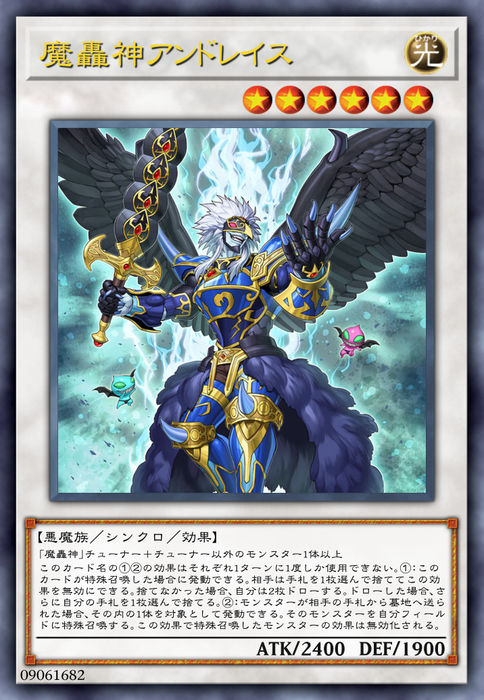 魔轟神アンドレイス
ひかり
光
【悪魔族／シンクロ／効果】
「魔轟神」チューナー＋チューナー以外のモンスター1体以上
このカード名の①②の効果はそれぞれ1ターンに1度しか使用できない。①：こ
のカードが特殊召喚した場合に発動できる。相手は手札を1枚選んで捨ててこの効
果を無効にできる。捨てなかった場合、自分は2枚ドローする。ドローした場合、さ
らに自分の手札を1枚選んで捨てる。②：モンスターが相手の手札から墓地へ送ら
れた場合、その内の1体を対象として発動できる。そのモンスターを自分フィール
ドに特殊召喚する。この効果で特殊召喚したモンスターの効果は無効化される。
ATK/2400 DEF/1900
09061682